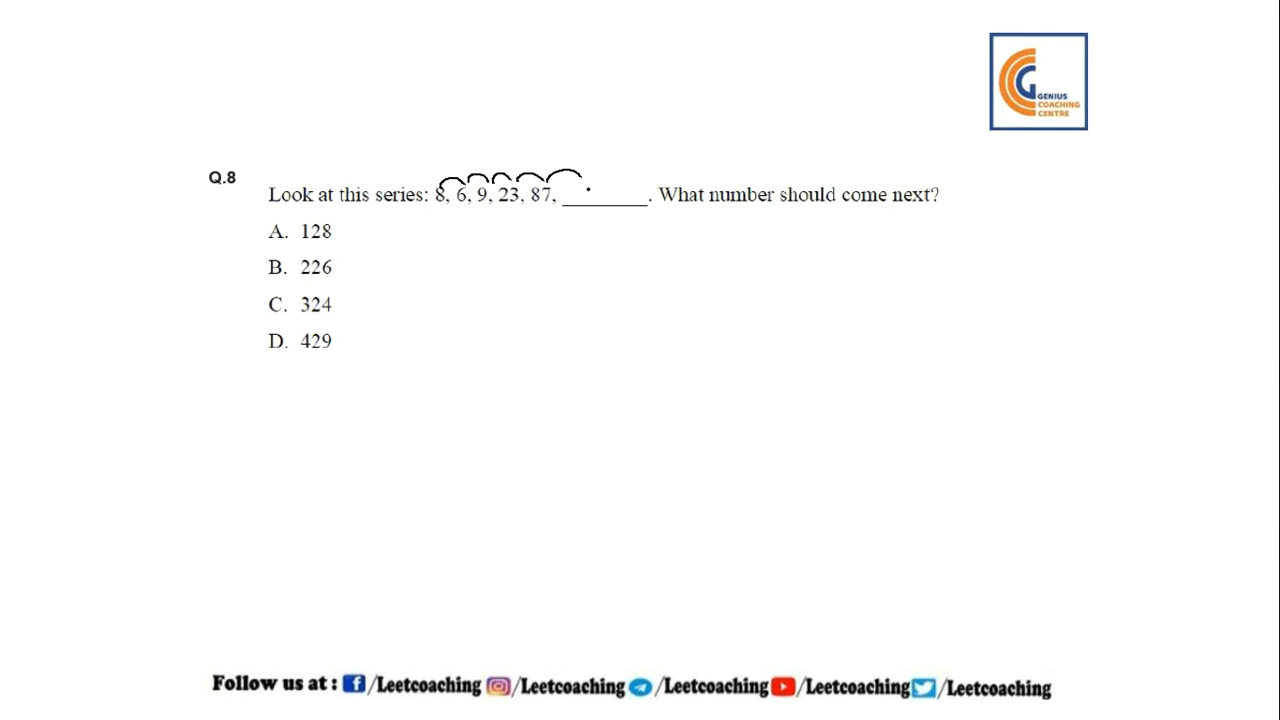 GENIUS
COACHING
CENTRE
Q.8
Look at this series: 8, 6, 9, 23, 87, ________. What number should come next?
A. 128
B. 226
C. 324
D. 429
Follow us at : /Leetcoaching /Leetcoaching /Leetcoaching /Leetcoaching /Leetcoaching